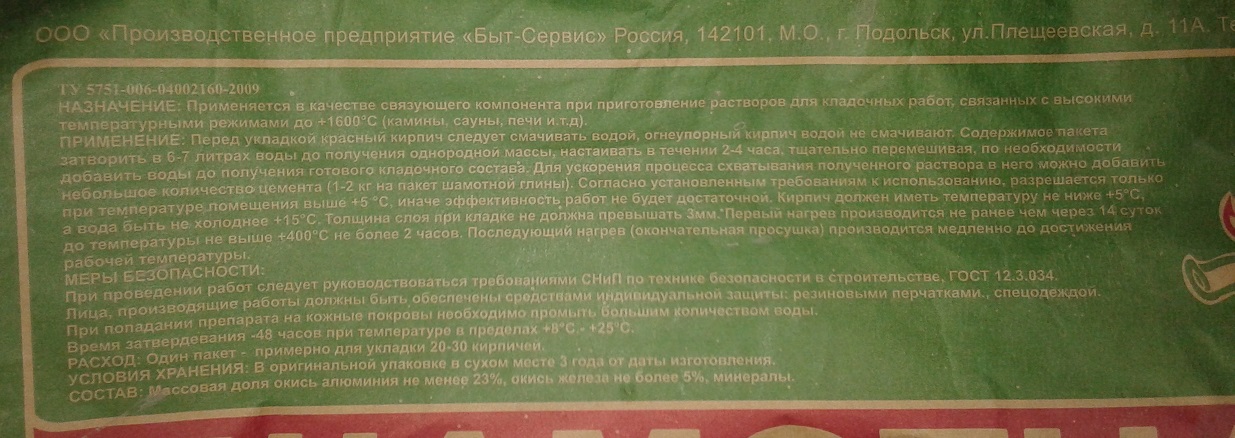 ООО «Производственное предприятие «Быт-Сервис» Россия, 142101, М.О., г. Подольск, ул.Плещеевская, д. 11А.
ТУ 5751-006-04002160-2009
НАЗНАЧЕНИЕ: Применяется в качестве связующего компонента при приготовление растворов для кладочных работ, связанных с высокими
температурными режимами до +1600°С (камины, сауны, печи и.т.д).
ПРИМЕНЕНИЕ: Перед укладкой красный кирпич следует смачивать водой, огнеупорный кирпич водой не смачивают. Содержимое пакета
затворить в 6-7 литрах воды до получения однородной массы, настаивать в течении 2-4 часа, тщательно перемешивая, по необходимости
добавить воды до получения готового кладочного состава. Для ускорения процесса схватывания полученного раствора в него можно добавить
небольшое количество цемента (1-2 кг на пакет шамотной глины). Согласно установленным требованиям к использованию, разрешается только
при температуре помещения выше +5 °С, иначе эффективность работ не будет достаточной. Кирпич должен иметь температуру не ниже +5°С,
а вода быть не холоднее +15°С. Толщина слоя при кладке не должна превышать 3мм. Первый нагрев производится не ранее чем через 14 суток
до температуры не выше +400°С не более 2 часов. Последующий нагрев (окончательная просушка) производится медленно до достижения
рабочей температуры.
МЕРЫ БЕЗОПАСНОСТИ:
При проведении работ следует руководствоваться требованиями СНиП по технике безопасности в строительстве, ГОСТ 12.3.034.
Лица, производящие работы должны быть обеспечены средствами индивидуальной защиты: резиновыми перчатками., спецодеждой.
При попадании препарата на кожные покровы необходимо промыть большим количеством воды.
Время затвердевания -48 часов при температуре в пределах +8°С - +25°С.
РАСХОД: Один пакет - примерно для укладки 20-30 кирпичей.
УСЛОВИЯ ХРАНЕНИЯ: В оригинальной упаковке в сухом месте 3 года от даты изготовления.
СОСТАВ: Массовая доля окись алюминия не менее 23%, окись железа не более 5%, минералы.